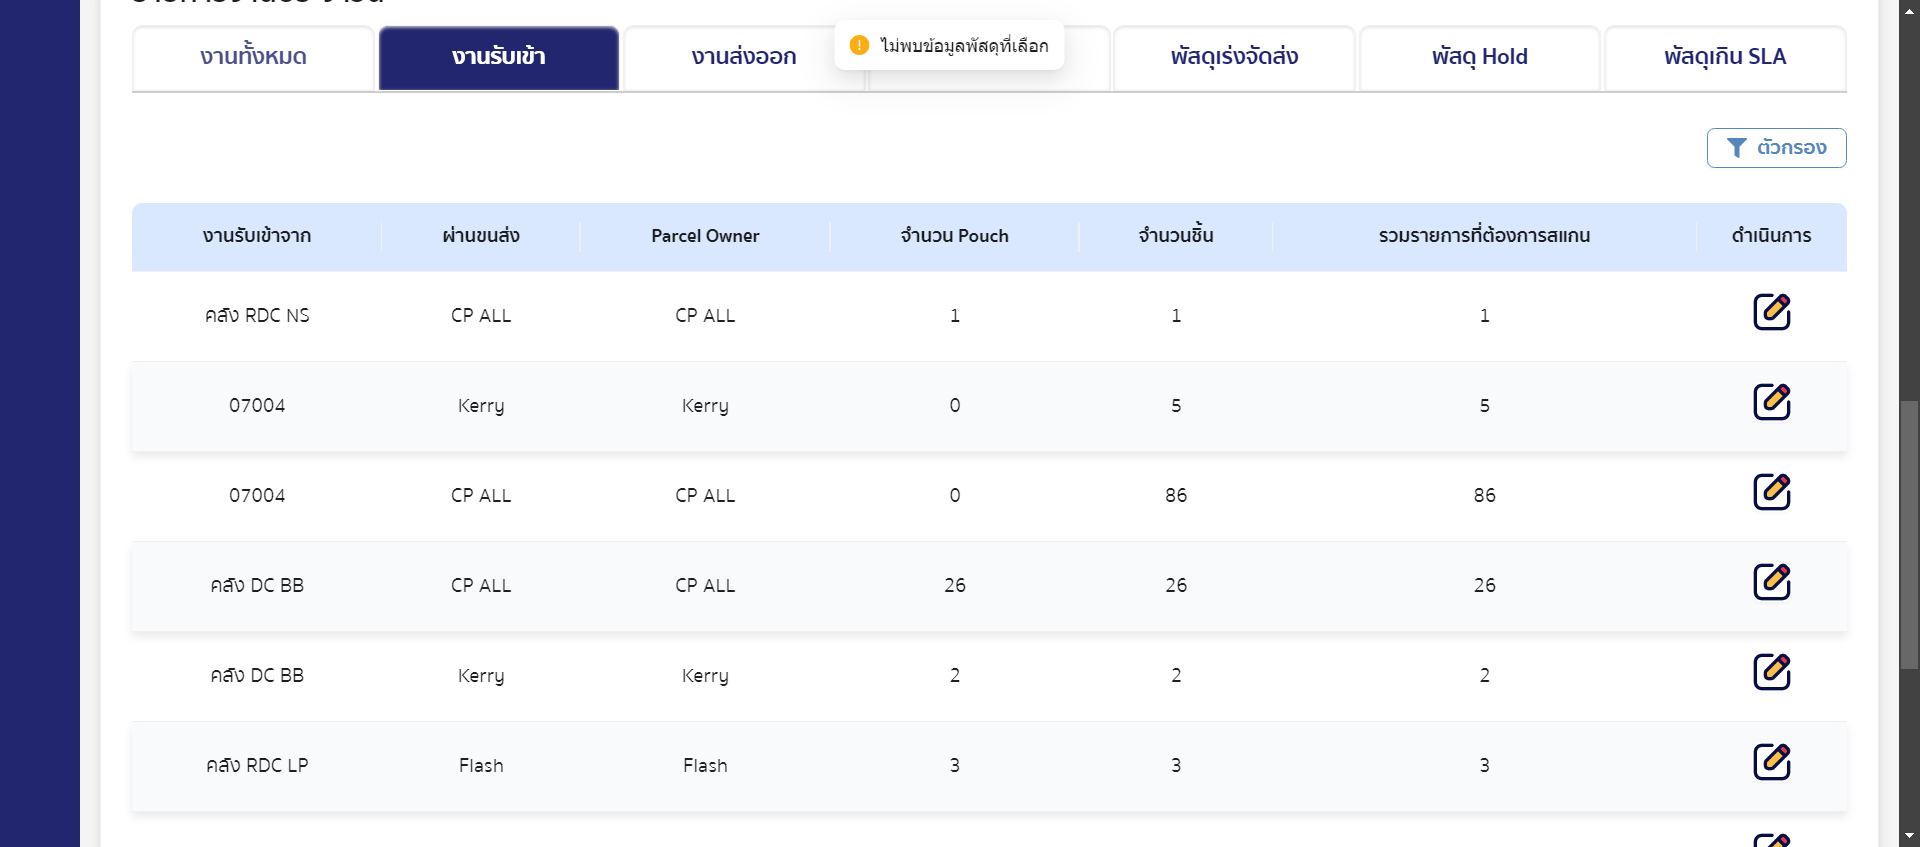 งานทั้งหมด งานรับเข้า งานส่งออก พัสดุเร่งจัดส่ง พัสดุ Hold พัสดุเกิน SLA
ไม่พบข้อมูลพัสดุที่เลือก
ตัวกรอง
งานรับเข้าจาก ผ่านขนส่ง Parcel Owner จำนวน Pouch จำนวนชิ้น รวมรายการที่ต้องการสแกน ดำเนินการ
คลัง RDC NS CP ALL CP ALL 1 1 1
07004 Kerry Kerry 0 5 5
07004 CP ALL CP ALL 0 86 86
คลัง DC BB CP ALL CP ALL 26 26 26
คลัง DC BB Kerry Kerry 2 2 2
คลัง RDC LP Flash Flash 3 3 3